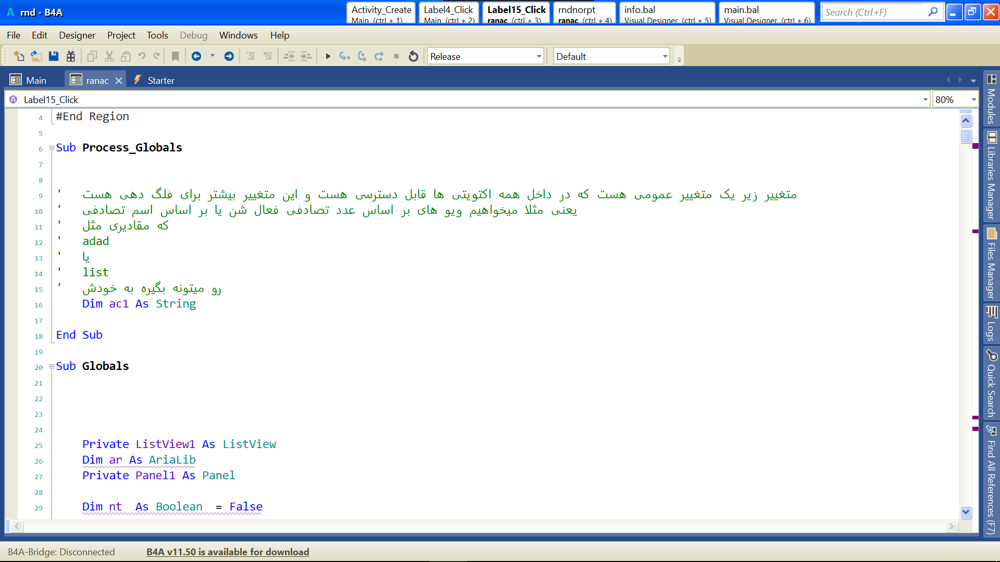 rnd - B4A
Activity_Create
Main (ctrl + 1)
Label4_Click
Main (ctrl + 2)
Label15_Click
ranac (ctrl + 3)
rndnorpt
ranac (ctrl + 4)
info.bal
Visual Designer (ctrl + 5)
main.bal
Visual Designer (ctrl + 6)
Search (Ctrl+F)
File Edit Designer Project Tools Debug Windows Help
Release
Default
Main
ranac
Starter
Label15_Click
80%
4 #End Region
5
6 Sub Process_Globals
7
8
9 ' متغییر زیر یک متغییر عمومی هست که در داخل همه اکتویتی ها قابل دسترسی هست و این متغییر بیشتر برای فلگ دهی هست
10 ' یعنی مثلا میخواهیم ویو های بر اساس عدد تصادفی فعال شن یا بر اساس اسم تصادفی
11 ' که مقادیری مثل
12 ' adad
13 ' یا
14 ' list
15 ' رو میتونه بگیره به خودش
16 Dim ac1 As String
17
18 End Sub
19
20 Sub Globals
21
22
23
24
25 Private ListView1 As ListView
26 Dim ar As AriaLib
27 Private Panel1 As Panel
28
29 Dim nt  As Boolean  = False
Modules
Libraries Manager
Files Manager
Logs
Quick Search
Find All References (F7)
B4A-Bridge: Disconnected
B4A v11.50 is available for download